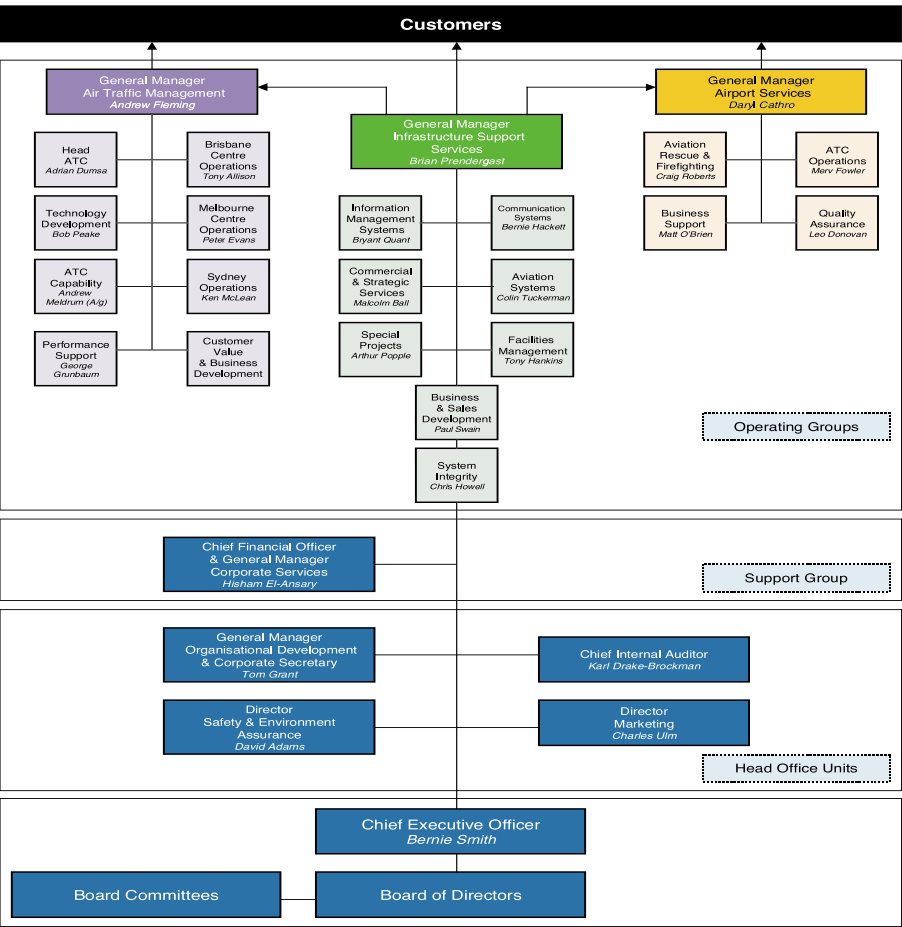 Customers
General Manager
Air Traffic Management
Andrew Fleming
General Manager
Infrastructure Support
Services
Brian Prendergast
General Manager
Airport Services
Daryl Cathro
Head
ATC
Adrian Dumsa
Brisbane
Centre
Operations
Tony Allison
Technology
Development
Bob Peake
Melbourne
Centre
Operations
Peter Evans
ATC
Capability
Andrew
Meldrum (A/g)
Sydney
Operations
Ken McLean
Performance
Support
George
Grunbaum
Customer
Value
& Business
Development
Information
Management
Systems
Bryant Quant
Communication
Systems
Bernie Hackett
Commercial
& Strategic
Services
Malcolm Ball
Aviation
Systems
Colin Tuckerman
Special
Projects
Arthur Popple
Facilities
Management
Tony Hankins
Business
& Sales
Development
Paul Swain
System
Integrity
Chris Howell
Aviation
Rescue &
Firefighting
Craig Roberts
ATC
Operations
Merv Fowler
Business
Support
Matt O'Brien
Quality
Assurance
Leo Donovan
Operating Groups
Chief Financial Officer
& General Manager
Corporate Services
Hisham El-Ansary
Support Group
General Manager
Organisational Development
& Corporate Secretary
Tom Grant
Chief Internal Auditor
Karl Drake-Brockman
Director
Safety & Environment
Assurance
David Adams
Director
Marketing
Charles Ulm
Head Office Units
Chief Executive Officer
Bernie Smith
Board Committees
Board of Directors